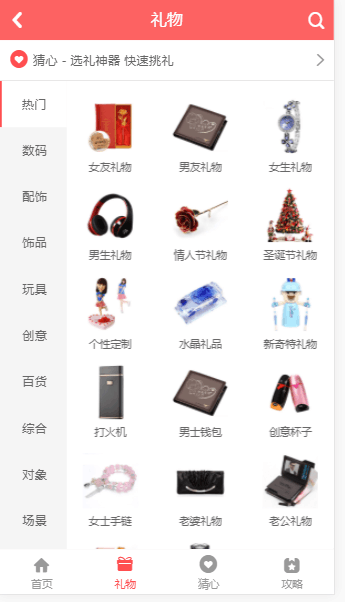 礼物
猜心 - 选礼神器 快速挑礼
热门
数码
配饰
饰品
玩具
创意
百货
综合
对象
场景
女友礼物
男友礼物
女生礼物
男生礼物
情人节礼物
圣诞节礼物
个性定制
水晶礼品
新奇特礼物
打火机
男士钱包
创意杯子
女士手链
老婆礼物
老公礼物
首页
礼物
猜心
攻略